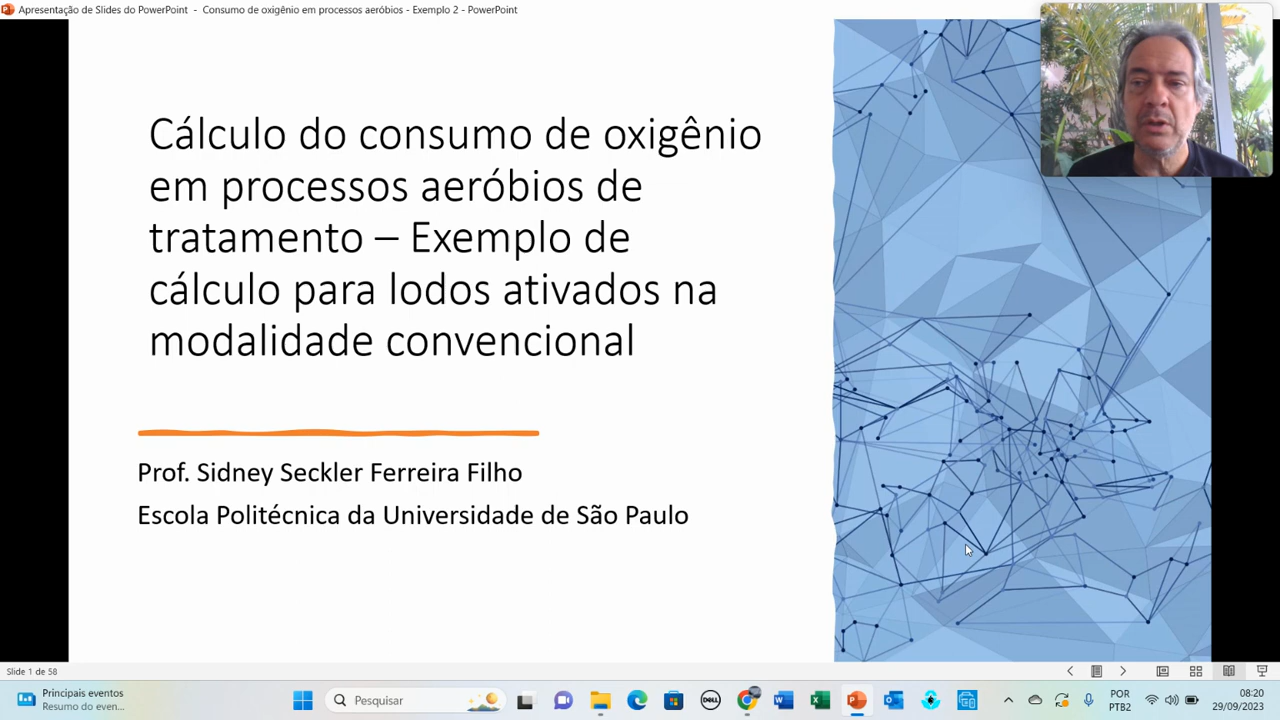 Apresentação de Slides do PowerPoint - Consumo de oxigênio em processos aeróbios - Exemplo 2 - PowerPoint
Cálculo do consumo de oxigênio
em processos aeróbios de
tratamento – Exemplo de
cálculo para lodos ativados na
modalidade convencional
Prof. Sidney Seckler Ferreira Filho
Escola Politécnica da Universidade de São Paulo
Slide 1 de 58
Principais eventos
Resumo do even...
Pesquisar
DELL
POR
PTB2
08:20
29/09/2023